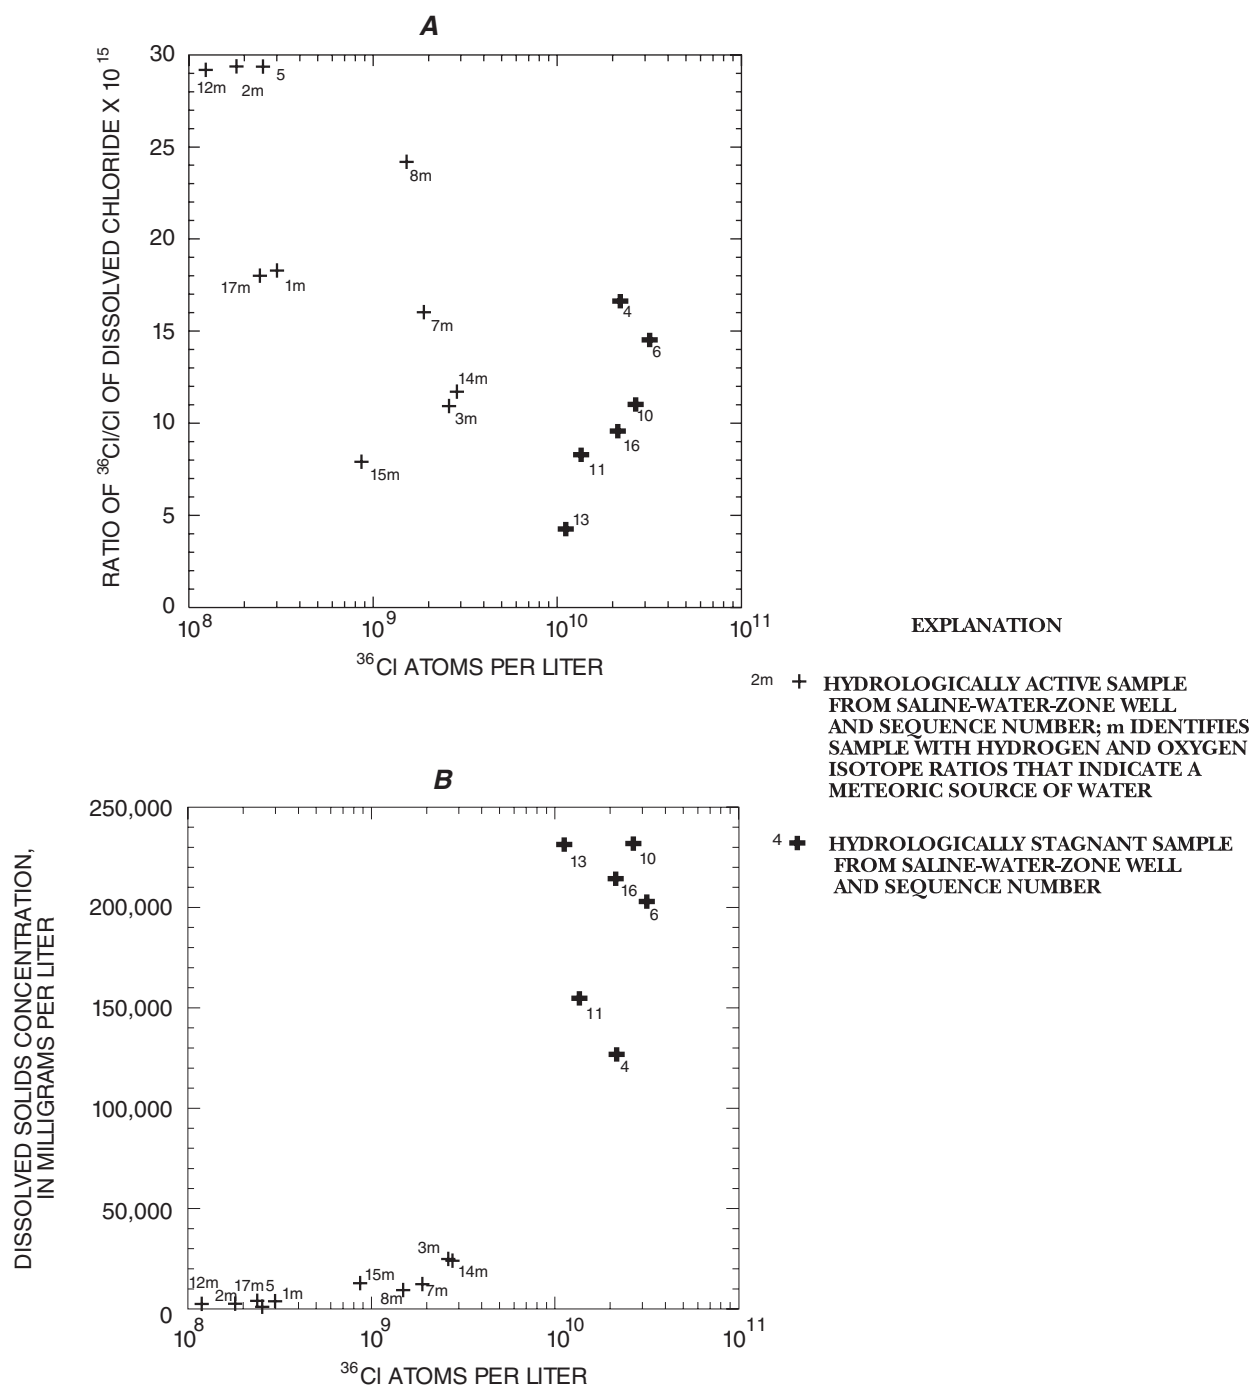 A
RATIO OF 36Cl/Cl OF DISSOLVED CHLORIDE X 10 15
30
25
20
15
10
5
0
12m
2m
5
8m
17m
1m
7m
4
6
14m
3m
10
16
15m
11
13
10^8
10^9
10^10
10^11
36Cl ATOMS PER LITER
EXPLANATION
2m
HYDROLOGICALLY ACTIVE SAMPLE
FROM SALINE-WATER-ZONE WELL
AND SEQUENCE NUMBER; m IDENTIFIES
SAMPLE WITH HYDROGEN AND OXYGEN
ISOTOPE RATIOS THAT INDICATE A
METEORIC SOURCE OF WATER
4
HYDROLOGICALLY STAGNANT SAMPLE
FROM SALINE-WATER-ZONE WELL
AND SEQUENCE NUMBER
B
DISSOLVED SOLIDS CONCENTRATION,
IN MILLIGRAMS PER LITER
250,000
200,000
150,000
100,000
50,000
0
13
10
16
6
11
4
3m
14m
15m
8m
7m
12m
2m
17m
5
1m
10^8
10^9
10^10
10^11
36Cl ATOMS PER LITER